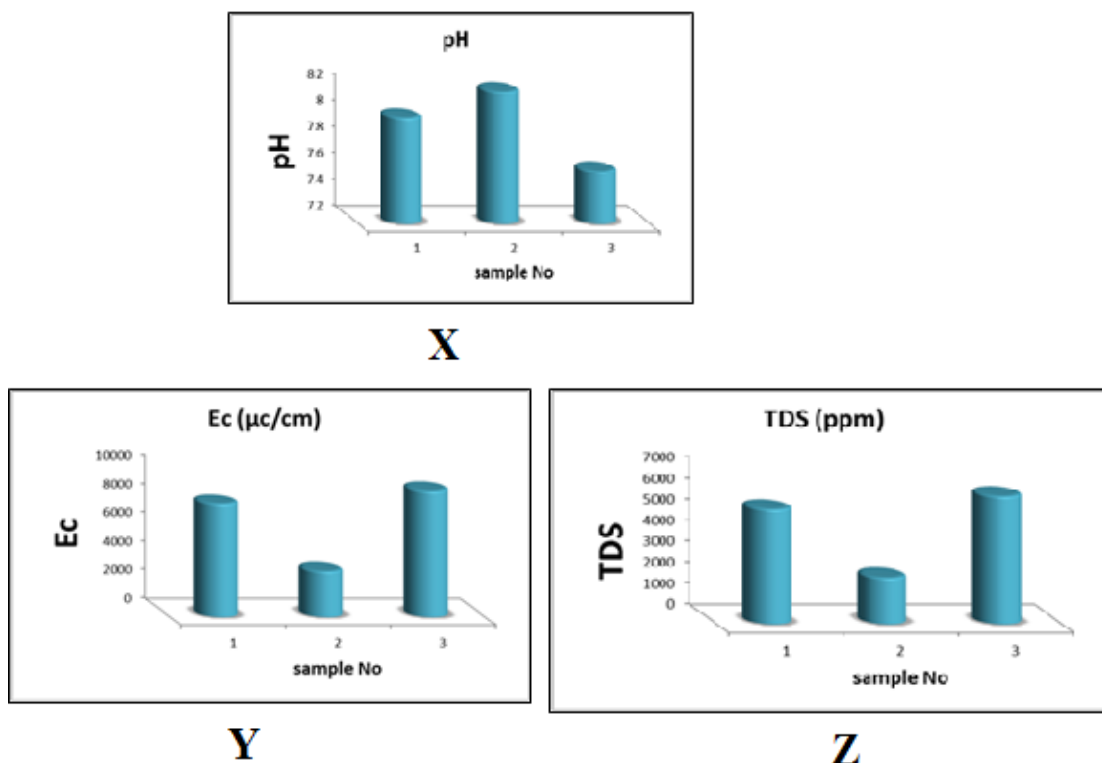 pH
8.2
8
7.8
7.6
7.4
7.2
pH
1 2 3
sample No
X
Ec (µc/cm)
10000
8000
6000
4000
2000
0
Ec
1 2 3
sample No
Y
TDS (ppm)
7000
6000
5000
4000
3000
2000
1000
0
TDS
1 2 3
sample No
Z